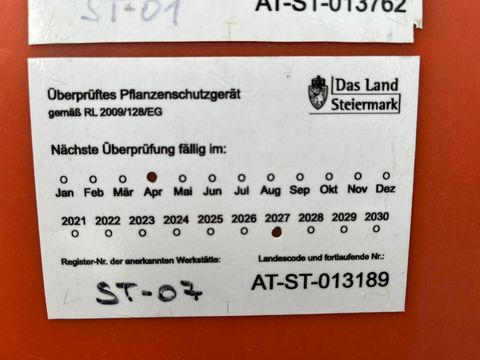 ST-01
AT-ST-013762
Überprüftes Pflanzenschutzgerät
gemäß RL 2009/128/EG
Das Land
Steiermark
Nächste Überprüfung fällig im:
Jan Feb Mär Apr Mai Jun Jul Aug Sep Okt Nov Dez
2021 2022 2023 2024 2025 2026 2027 2028 2029 2030
Register-Nr. der anerkannten Werkstätte:
Landescode und fortlaufende Nr.:
ST-07
AT-ST-013189